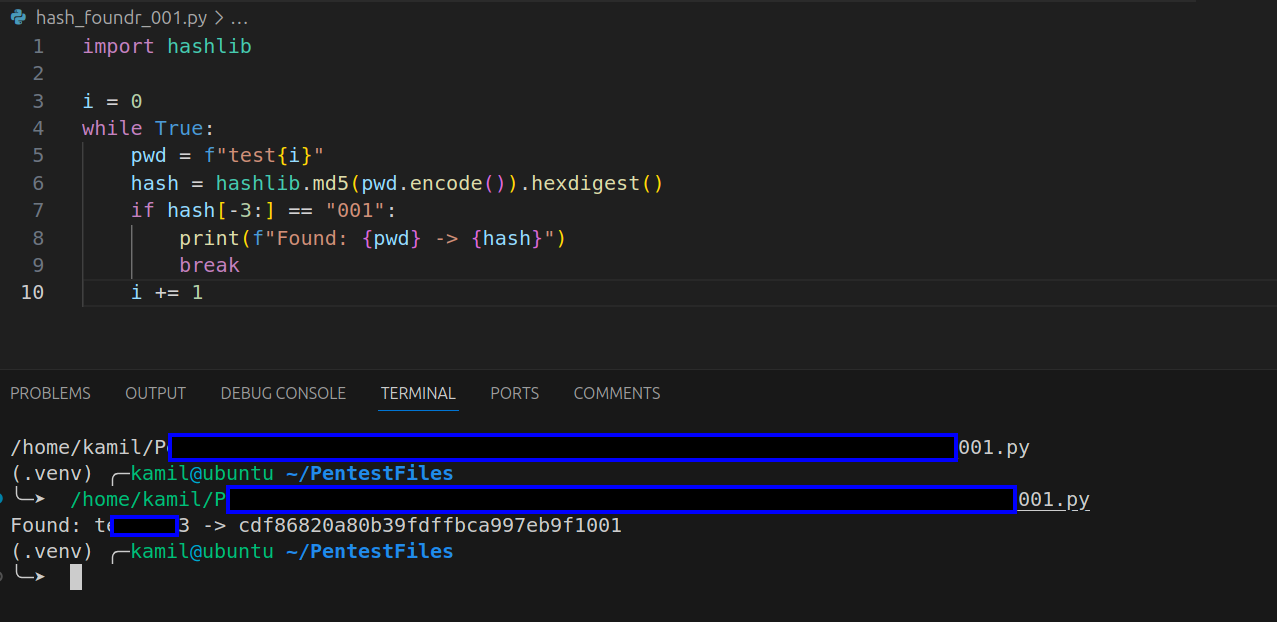 hash_foundr_001.py > ...
1 import hashlib
2
3 i = 0
4 while True:
5 pwd = f"test{i}"
6 hash = hashlib.md5(pwd.encode()).hexdigest()
7 if hash[-3:] == "001":
8 print(f"Found: {pwd} -> {hash}")
9 break
10 i += 1
PROBLEMS OUTPUT DEBUG CONSOLE TERMINAL PORTS COMMENTS
/home/kamil/P 001.py
(.venv) ╭─kamil@ubuntu ~/PentestFiles
╰─➤ /home/kamil/P 001.py
Found: te 3 -> cdf86820a80b39fdffbca997eb9f1001
(.venv) ╭─kamil@ubuntu ~/PentestFiles
╰─➤